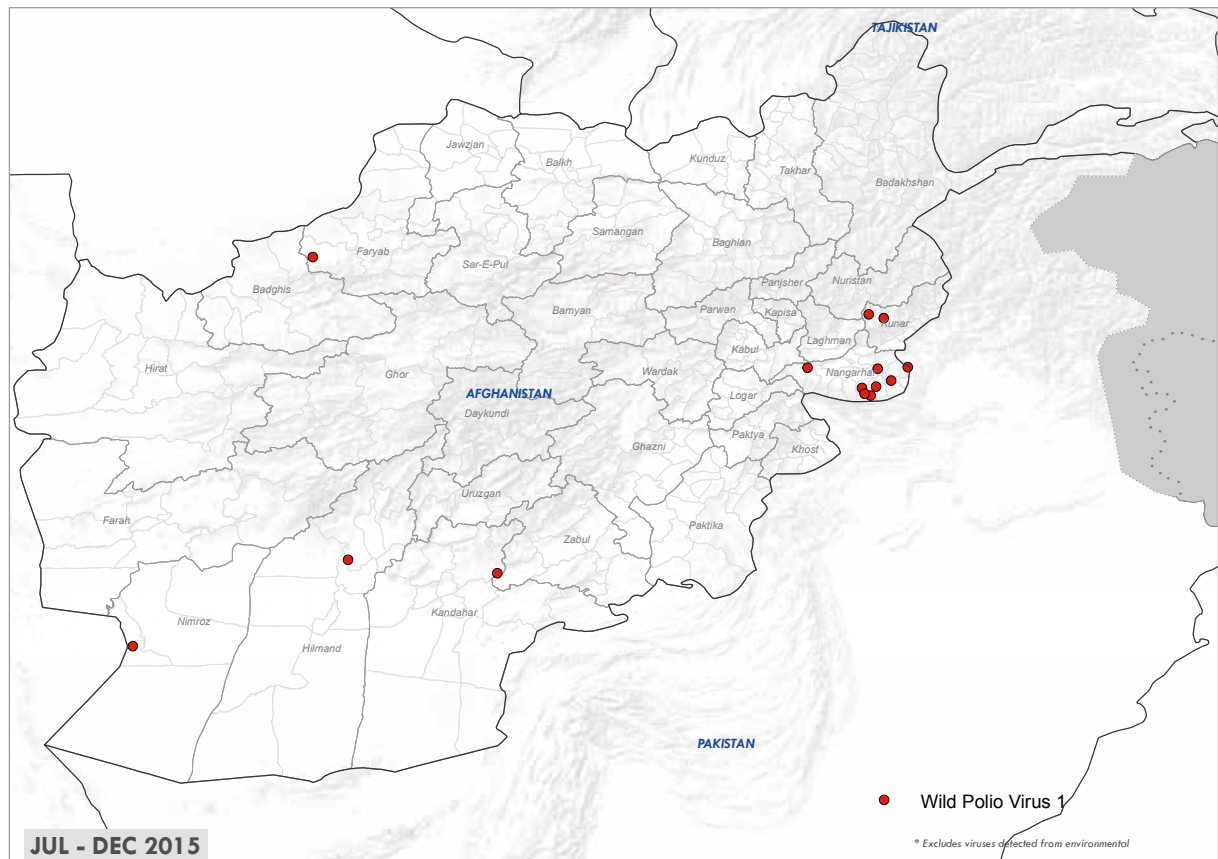 TAJIKISTAN
Jawzjan
Balkh
Kunduz
Takhar
Badakhshan
Faryab
Samangan
Baghlan
Sar-E-Pul
Badghis
Panjsher
Nuristan
Bamyan
Parwan
Kapisa
Kunar
Laghman
Kabul
Hirat
Ghor
Wardak
Nangarhar
AFGHANISTAN
Logar
Daykundi
Paktya
Ghazni
Khost
Uruzgan
Farah
Paktika
Zabul
Kandahar
Nimroz
Hilmand
PAKISTAN
Wild Polio Virus 1
JUL - DEC 2015
* Excludes viruses detected from environmental